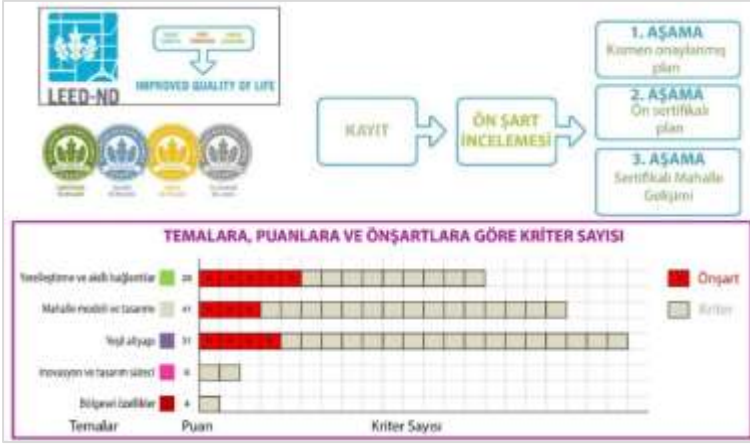 LEED-ND
IMPROVED QUALITY OF LIFE
KAYIT
ÖN ŞART
İNCELEMESİ
1. AŞAMA
Kısmen onaylanmış
plan
2. AŞAMA
Ön sertifikalı
plan
3. AŞAMA
Sertifikalı Mahalle
Gelişimi
TEMALARA, PUANLARA VE ÖNŞARTLARA GÖRE KRİTER SAYISI
Yerelleştirme ve akıllı bağlantılar
Mahalle modeli ve tasarımı
Yeşil altyapı
İnovasyon ve tasarım süreci
Bölgesel özellikler
Önşart
Kriter
Temalar Puan Kriter Sayısı